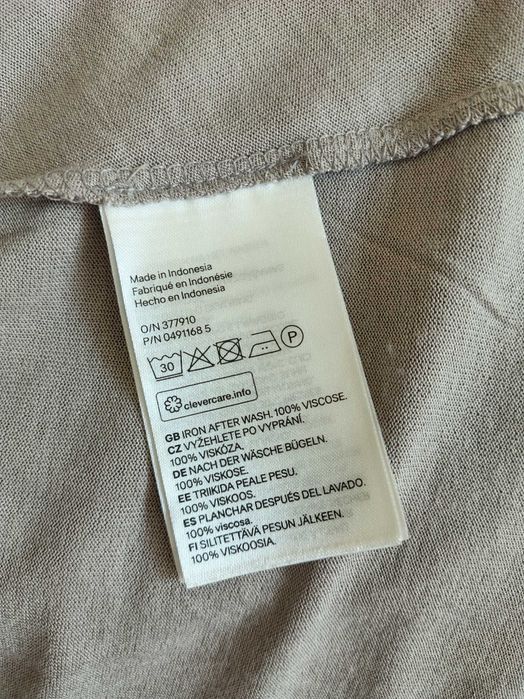 Made in Indonesia
Fabriqué en Indonésie
Hecho en Indonesia
O/N 377910
P/N 0491168 5
30
P
clevercare.info
GB IRON AFTER WASH. 100% VISCOSE.
CZ VYŽEHLETE PO VYPRÁNÍ.
100% VISKÓZA.
DE NACH DER WÄSCHE BÜGELN.
100% VISKOSE.
EE TRIIKIDA PEALE PESU.
100% VISKOOS.
ES PLANCHAR DESPUÉS DEL LAVADO.
100% viscosa.
FI SILITETTÄVÄ PESUN JÄLKEEN.
100% VISKOOSIA.